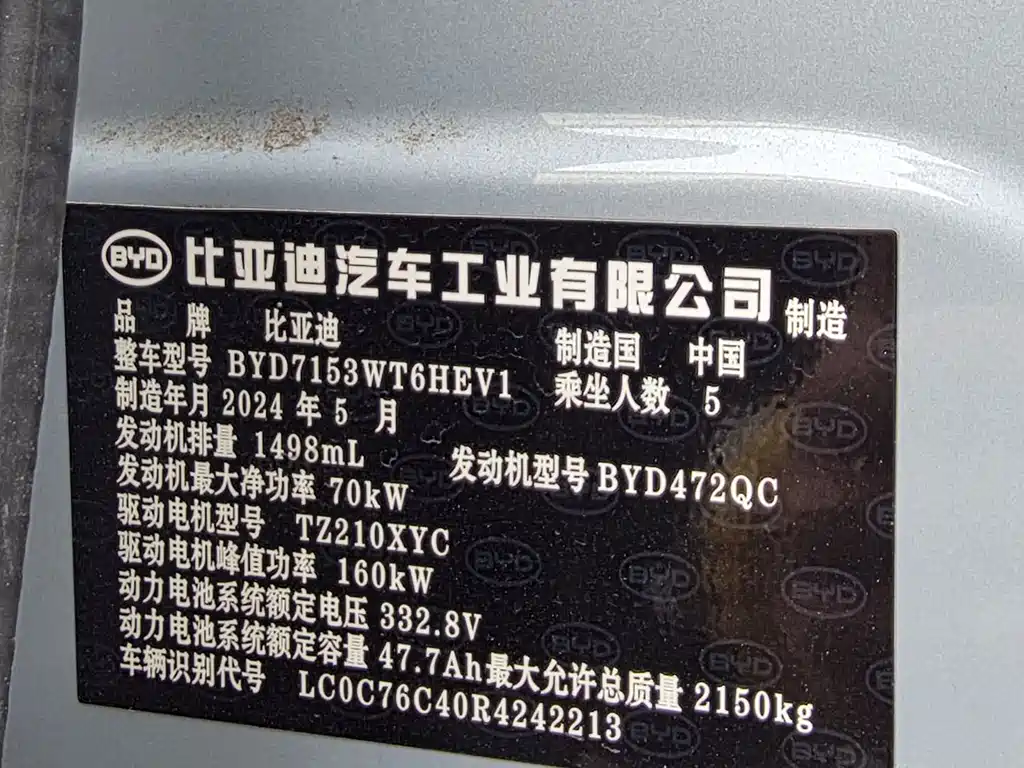 BYD 比亚迪汽车工业有限公司 制造
品 牌 比亚迪 制造国 中国
整车型号 BYD7153WT6HEV1 乘坐人数 5
制造年月 2024 年 5 月
发动机排量 1498mL 发动机型号 BYD472QC
发动机最大净功率 70kW
驱动电机型号 TZ210XYC
驱动电机峰值功率 160kW
动力电池系统额定电压 332.8V
动力电池系统额定容量 47.7Ah 最大允许总质量 2150kg
车辆识别代号 LC0C76C40R4242213